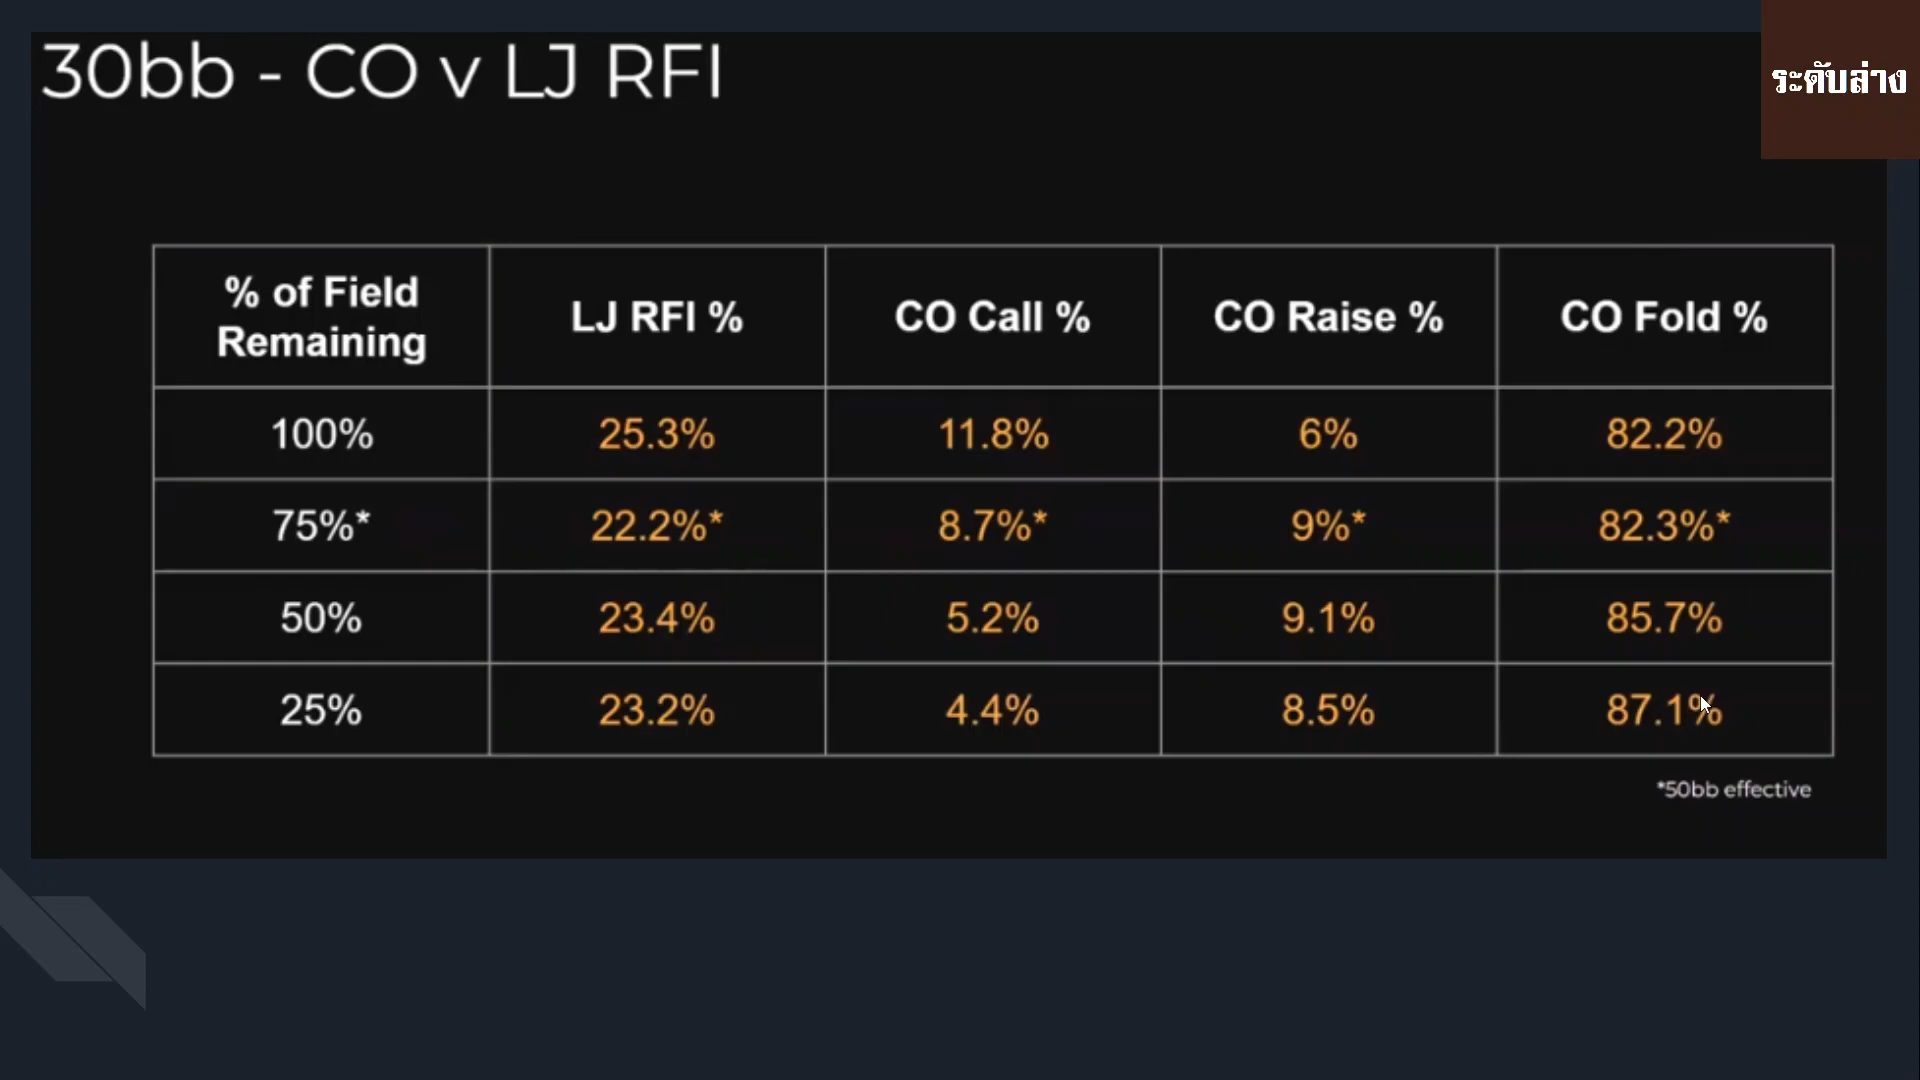 30bb - CO v LJ RFI
ระดับล่าง
% of Field Remaining LJ RFI % CO Call % CO Raise % CO Fold %
100% 25.3% 11.8% 6% 82.2%
75%* 22.2%* 8.7%* 9%* 82.3%*
50% 23.4% 5.2% 9.1% 85.7%
25% 23.2% 4.4% 8.5% 87.1%
*50bb effective